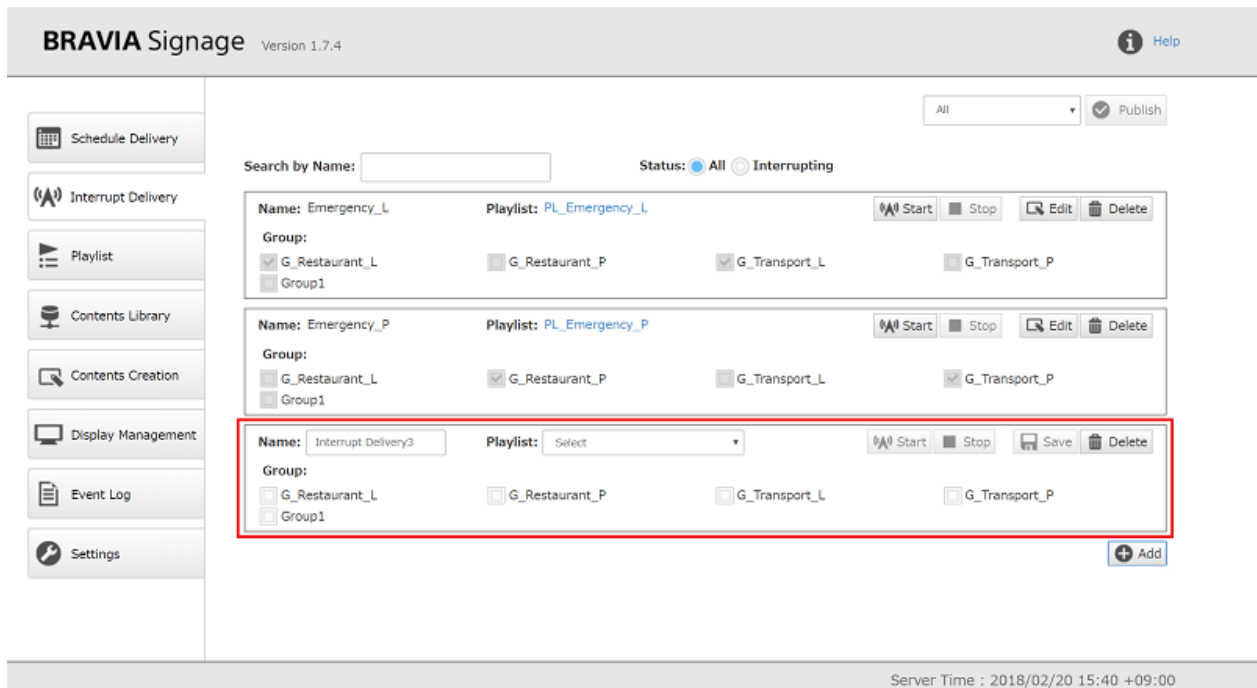 BRAVIA Signage Version 1.7.4
Help
All
Publish
Schedule Delivery
Interrupt Delivery
Playlist
Contents Library
Contents Creation
Display Management
Event Log
Settings
Search by Name:
Status: All Interrupting
Name: Emergency_L Playlist: PL_Emergency_L Start Stop Edit Delete
Group:
G_Restaurant_L G_Restaurant_P G_Transport_L G_Transport_P
Group1
Name: Emergency_P Playlist: PL_Emergency_P Start Stop Edit Delete
Group:
G_Restaurant_L G_Restaurant_P G_Transport_L G_Transport_P
Group1
Name: Interrupt Delivery3 Playlist: Select Start Stop Save Delete
Group:
G_Restaurant_L G_Restaurant_P G_Transport_L G_Transport_P
Group1
Add
Server Time : 2018/02/20 15:40 +09:00